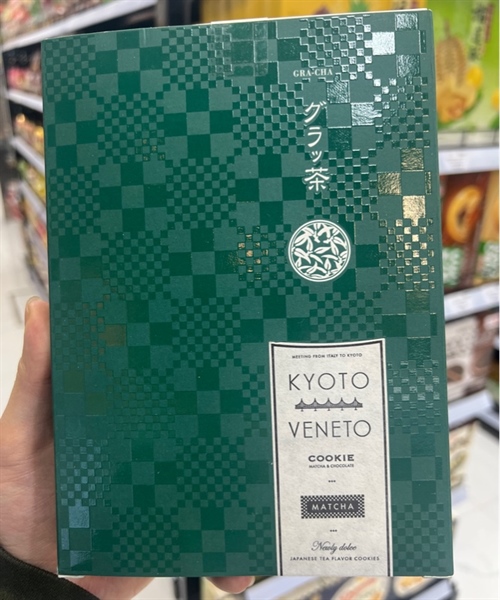 GRA-CHA
グラッ茶
MEETING FROM ITALY TO KYOTO
KYOTO
VENETO
COOKIE
MATCHA & CHOCOLATE
MATCHA
Newly dolce
JAPANESE TEA FLAVOR COOKIES